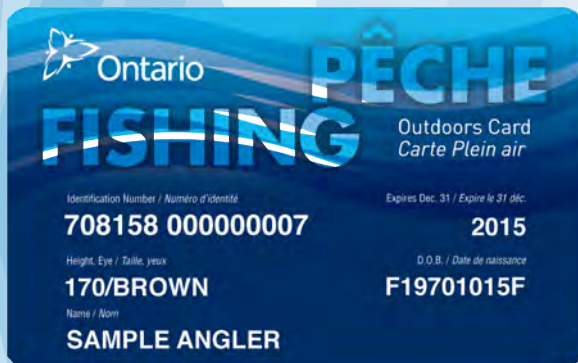 Ontario
PÊCHE
FISHING
Outdoors Card
Carte Plein air
Identification Number / Numéro d'identité
708158 000000007
Expires Dec. 31 / Expire le 31 déc.
2015
Height, Eye / Taille, yeux
170/BROWN
D.O.B. / Date de naissance
F19701015F
Name / Nom
SAMPLE ANGLER